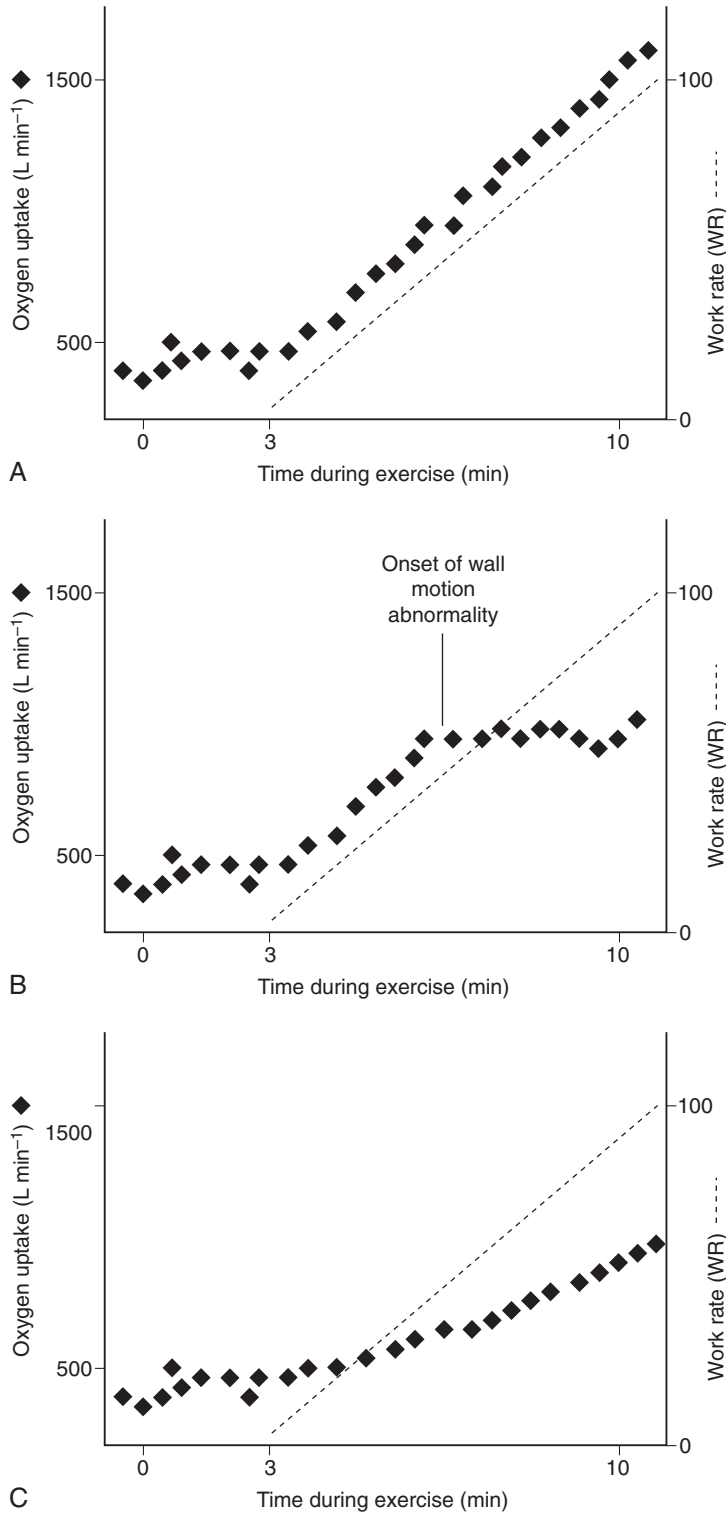 Oxygen uptake (L min⁻¹)
1500
500
100
0
Work rate (WR)
0
3
10
Time during exercise (min)
A
Onset of wall
motion
abnormality
Oxygen uptake (L min⁻¹)
1500
500
100
0
Work rate (WR)
0
3
10
Time during exercise (min)
B
Oxygen uptake (L min⁻¹)
1500
500
100
0
Work rate (WR)
0
3
10
Time during exercise (min)
C